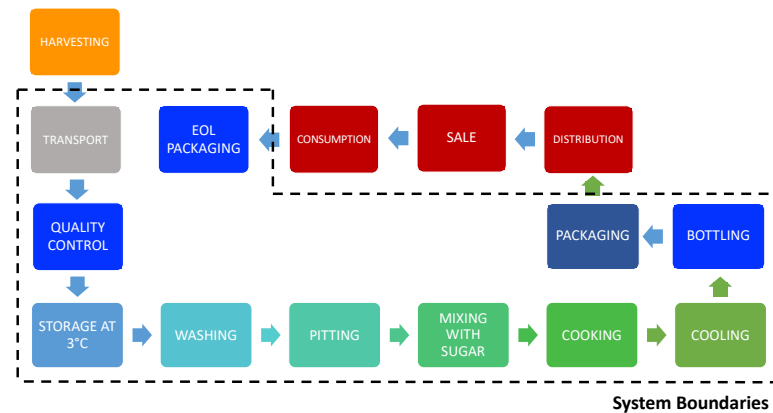 HARVESTING
TRANSPORT
EOL
PACKAGING
CONSUMPTION
SALE
DISTRIBUTION
QUALITY
CONTROL
PACKAGING
BOTTLING
STORAGE AT
3°C
WASHING
PITTING
MIXING
WITH
SUGAR
COOKING
COOLING
System Boundaries